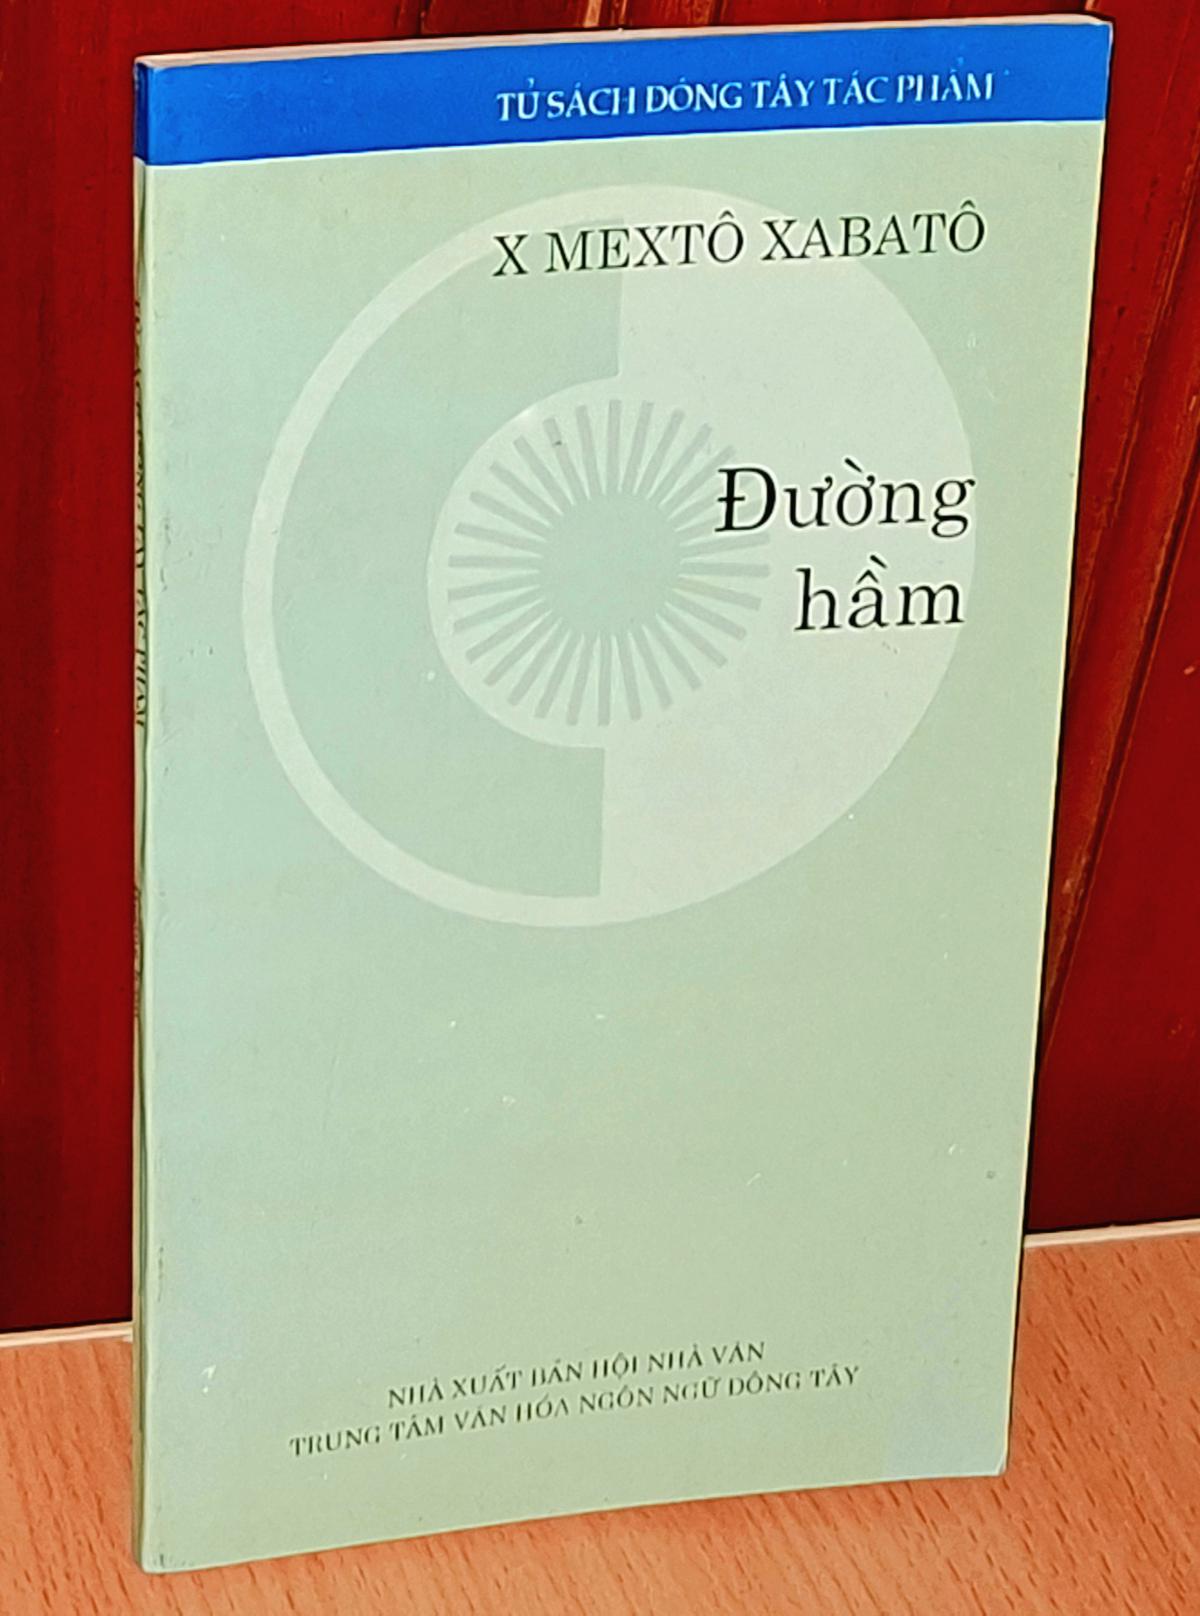 TỦ SÁCH ĐÔNG TÂY TÁC PHẨM
X MEXTÔ XABATÔ
Đường
hầm
NHÀ XUẤT BẢN HỘI NHÀ VĂN
TRUNG TÂM VĂN HÓA NGÔN NGỮ ĐÔNG TÂY